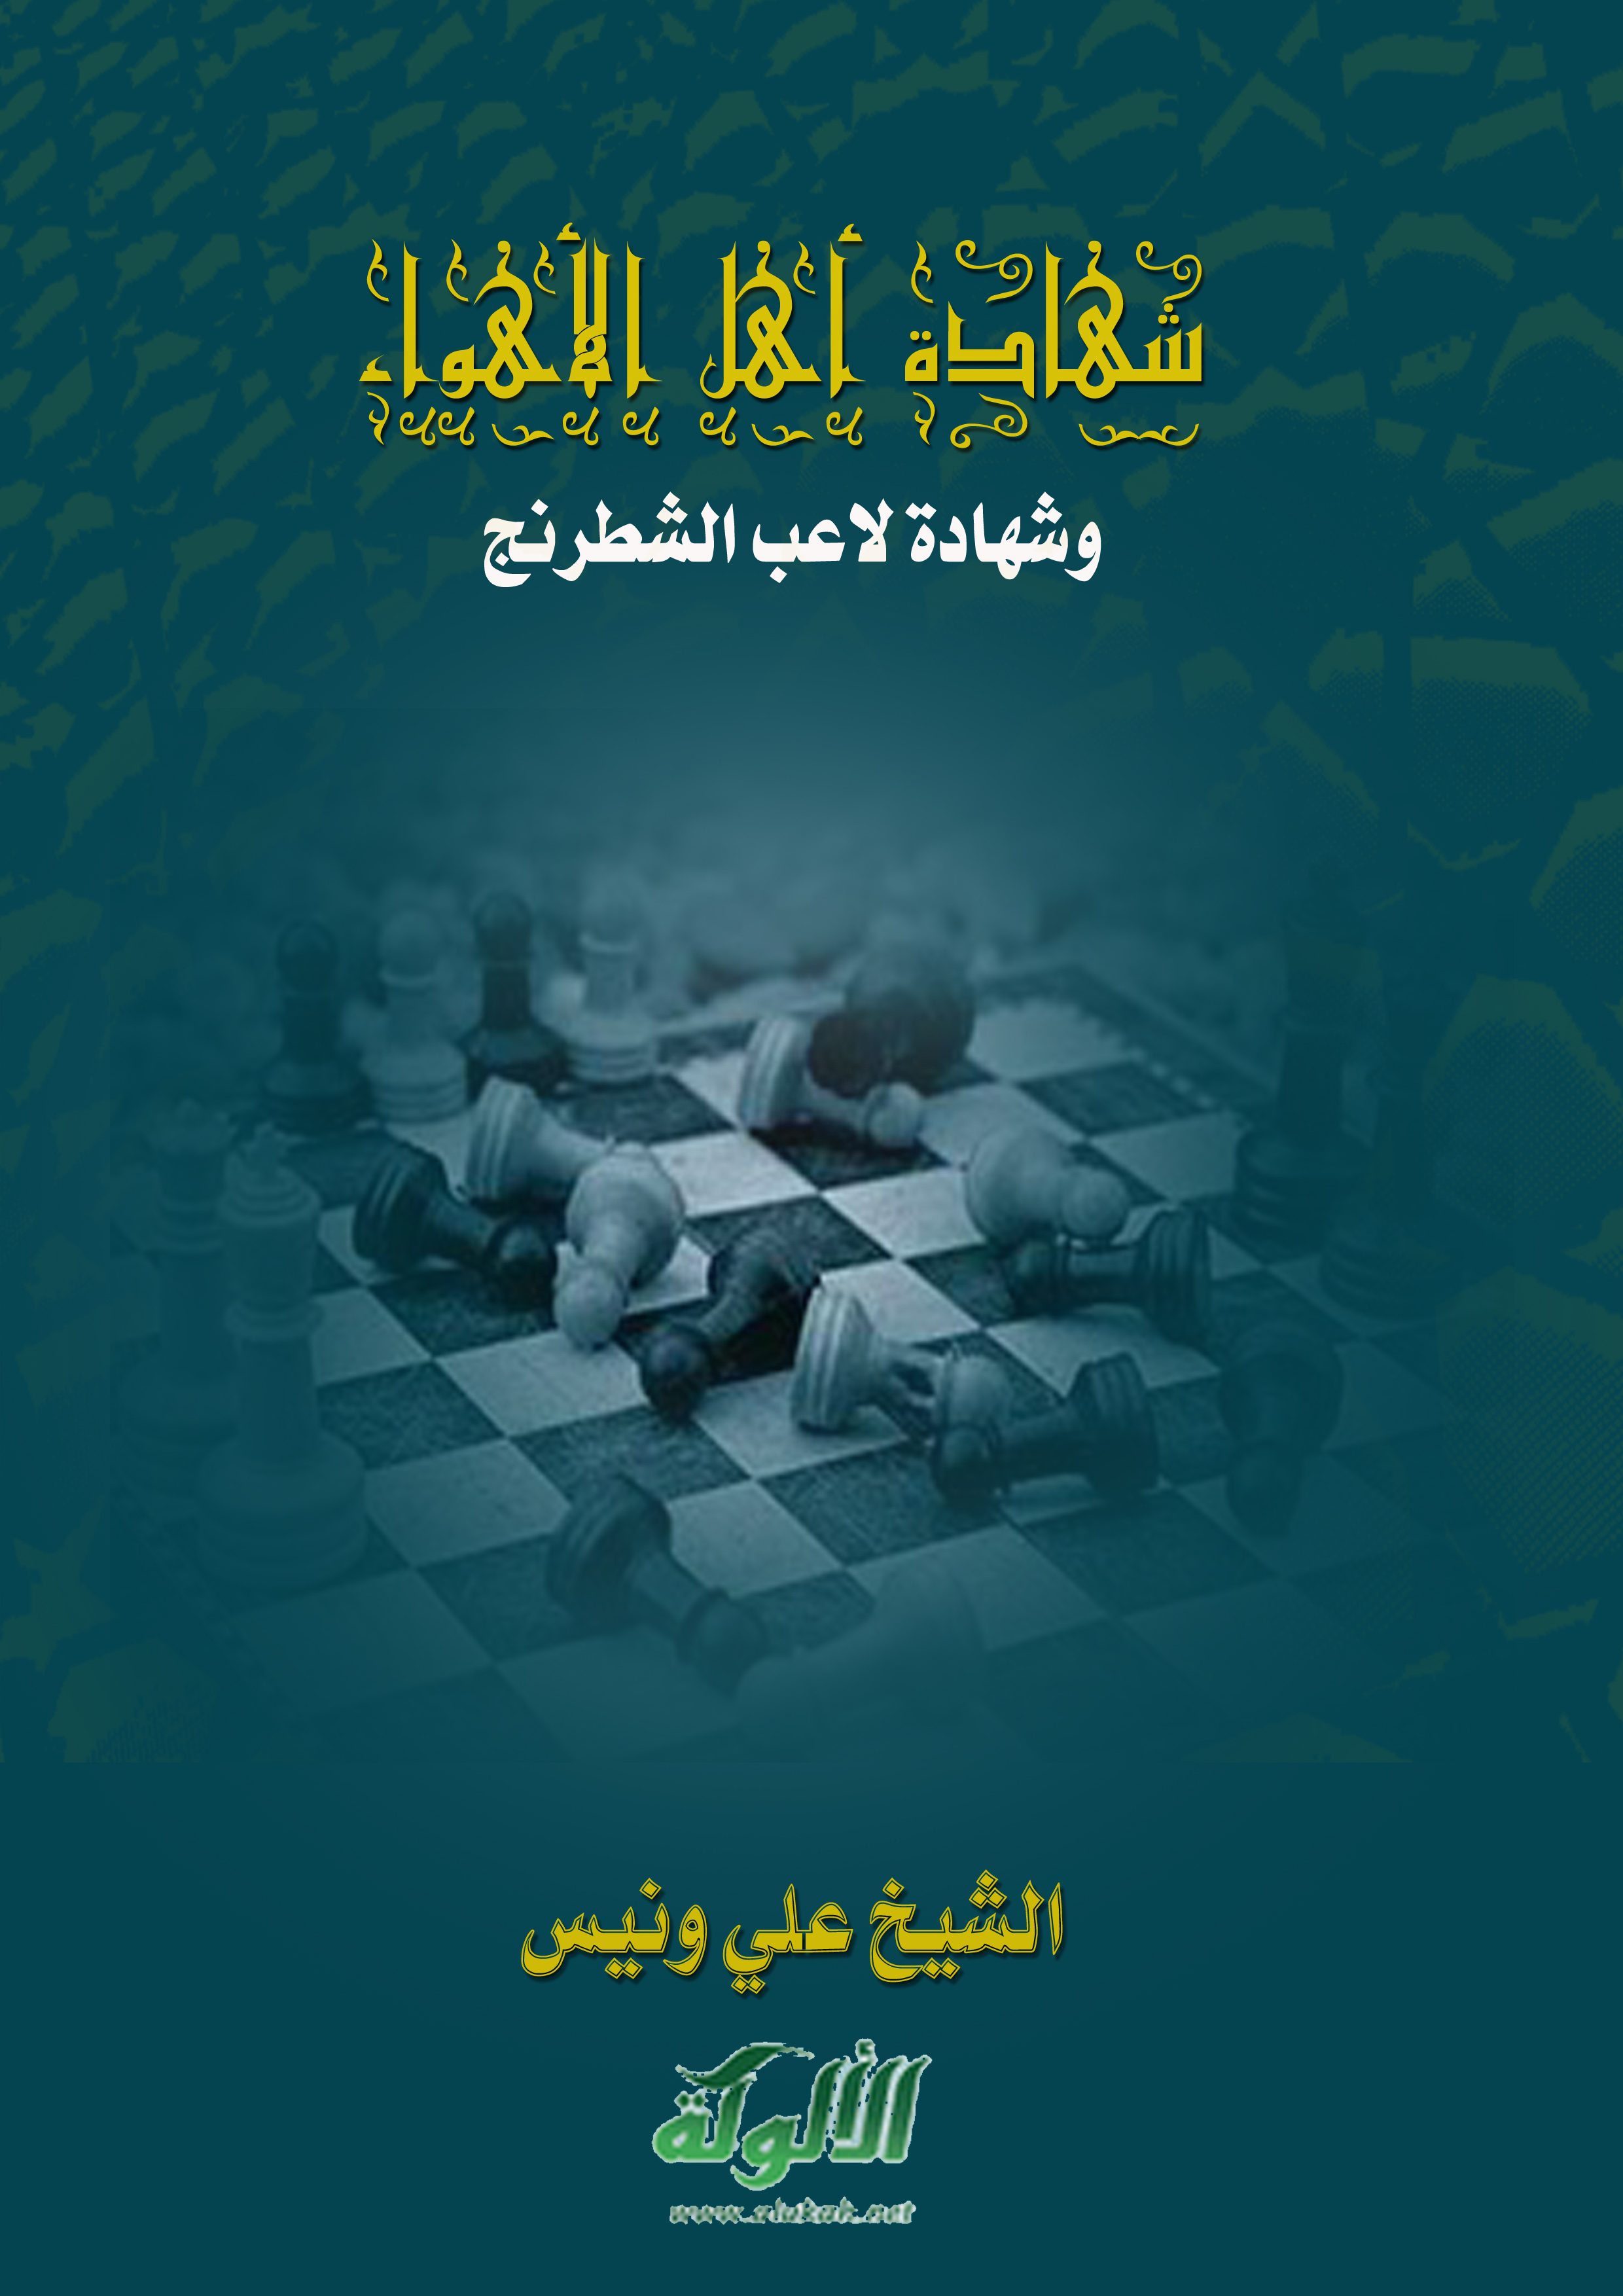 شهادة أهل الأهواء
وشهادة لاعب الشطرنج
الشيخ علي ونيس
الألوكة
www.alukah.net